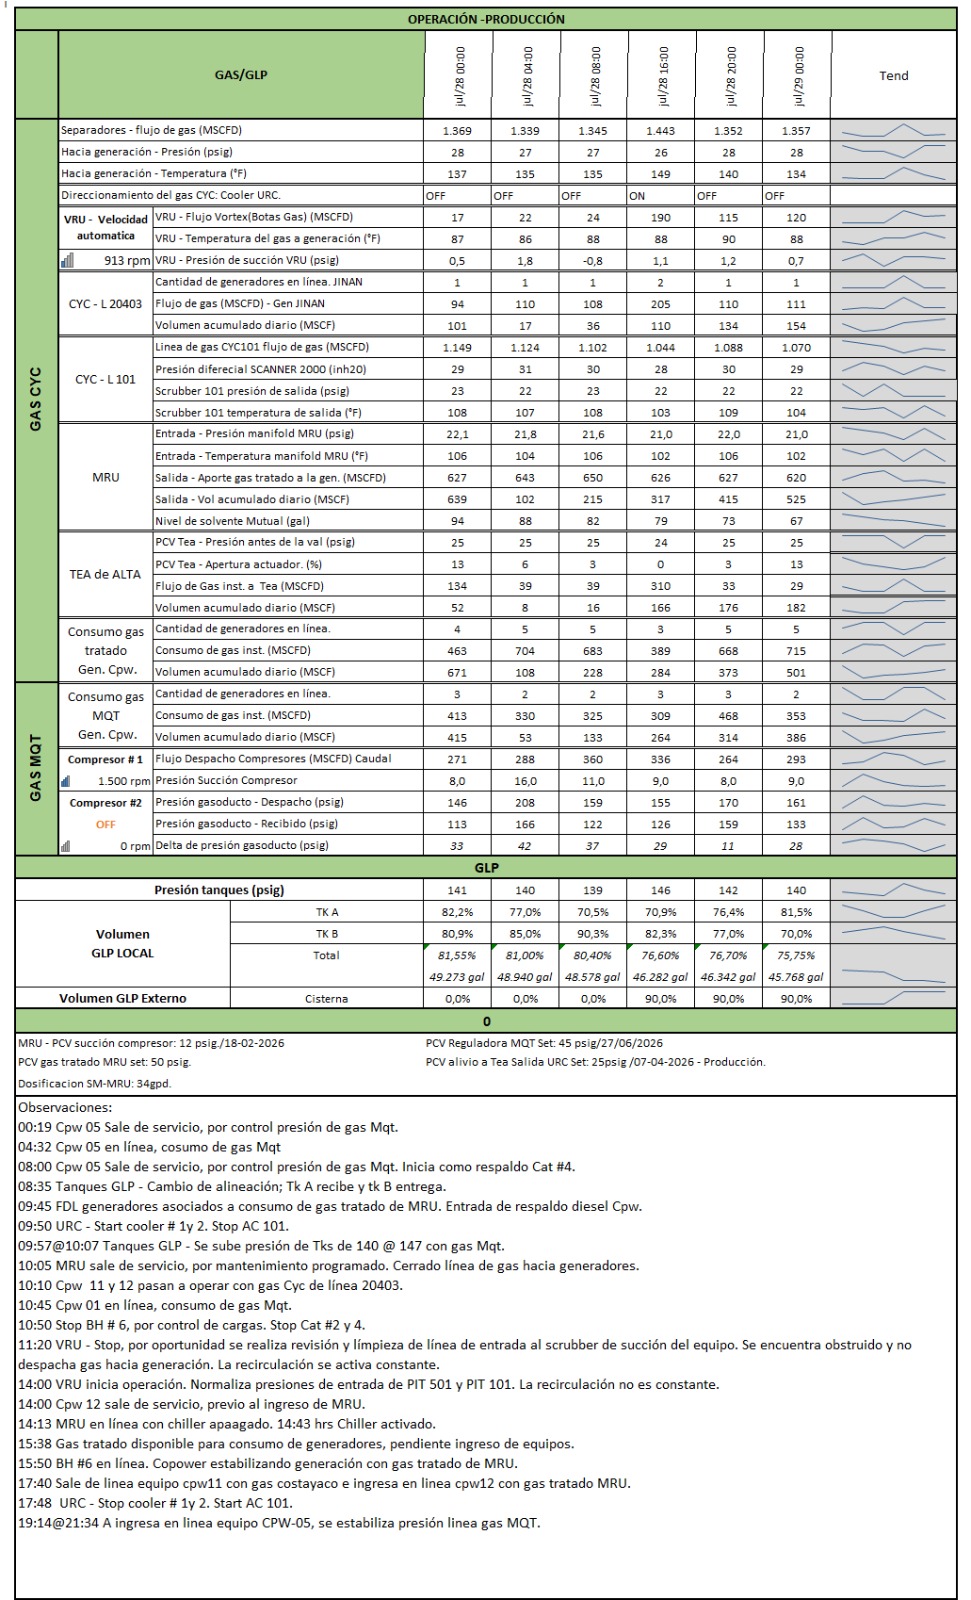 OPERACIÓN -PRODUCCIÓN
GAS/GLP jul/28 00:00 jul/28 04:00 jul/28 08:00 jul/28 16:00 jul/28 20:00 jul/29 00:00 Tend
GAS CYC
Separadores - flujo de gas (MSCFD) 1.369 1.339 1.345 1.443 1.352 1.357
Hacia generación - Presión (psig) 28 27 27 26 28 28
Hacia generación - Temperatura (°F) 137 135 135 149 140 134
Direccionamiento del gas CYC: Cooler URC. OFF OFF OFF ON OFF OFF
VRU - Velocidad automatica
VRU - Flujo Vortex(Botas Gas) (MSCFD) 17 22 24 190 115 120
VRU - Temperatura del gas a generación (°F) 87 86 88 88 90 88
913 rpm VRU - Presión de succión VRU (psig) 0,5 1,8 -0,8 1,1 1,2 0,7
CYC - L 20403
Cantidad de generadores en línea. JINAN 1 1 1 2 1 1
Flujo de gas (MSCFD) - Gen JINAN 94 110 108 205 110 111
Volumen acumulado diario (MSCF) 101 17 36 110 134 154
CYC - L 101
Linea de gas CYC101 flujo de gas (MSCFD) 1.149 1.124 1.102 1.044 1.088 1.070
Presión diferecial SCANNER 2000 (inh20) 29 31 30 28 30 29
Scrubber 101 presión de salida (psig) 23 22 23 22 22 22
Scrubber 101 temperatura de salida (°F) 108 107 108 103 109 104
MRU
Entrada - Presión manifold MRU (psig) 22,1 21,8 21,6 21,0 22,0 21,0
Entrada - Temperatura manifold MRU (°F) 106 104 106 102 106 102
Salida - Aporte gas tratado a la gen. (MSCFD) 627 643 650 626 627 620
Salida - Vol acumulado diario (MSCF) 639 102 215 317 415 525
Nivel de solvente Mutual (gal) 94 88 82 79 73 67
TEA de ALTA
PCV Tea - Presión antes de la val (psig) 25 25 25 24 25 25
PCV Tea - Apertura actuador. (%) 13 6 3 0 3 13
Flujo de Gas inst. a Tea (MSCFD) 134 39 39 310 33 29
Volumen acumulado diario (MSCF) 52 8 16 166 176 182
Consumo gas tratado Gen. Cpw.
Cantidad de generadores en línea. 4 5 5 3 5 5
Consumo de gas inst. (MSCFD) 463 704 683 389 668 715
Volumen acumulado diario (MSCF) 671 108 228 284 373 501
GAS MQT
Consumo gas MQT Gen. Cpw.
Cantidad de generadores en línea. 3 2 2 3 3 2
Consumo de gas inst. (MSCFD) 413 330 325 309 468 353
Volumen acumulado diario (MSCF) 415 53 133 264 314 386
Compresor # 1 Flujo Despacho Compresores (MSCFD) Caudal 271 288 360 336 264 293
1.500 rpm Presión Succión Compresor 8,0 16,0 11,0 9,0 8,0 9,0
Compresor #2 Presión gasoducto - Despacho (psig) 146 208 159 155 170 161
OFF Presión gasoducto - Recibido (psig) 113 166 122 126 159 133
0 rpm Delta de presión gasoducto (psig) 33 42 37 29 11 28
GLP
Presión tanques (psig) 141 140 139 146 142 140
Volumen GLP LOCAL
TK A 82,2% 77,0% 70,5% 70,9% 76,4% 81,5%
TK B 80,9% 85,0% 90,3% 82,3% 77,0% 70,0%
Total 81,55% 81,00% 80,40% 76,60% 76,70% 75,75%
49.273 gal 48.940 gal 48.578 gal 46.282 gal 46.342 gal 45.768 gal
Volumen GLP Externo Cisterna 0,0% 0,0% 0,0% 90,0% 90,0% 90,0%
0
MRU - PCV succión compresor: 12 psig./18-02-2026 PCV Reguladora MQT Set: 45 psig/27/06/2026
PCV gas tratado MRU set: 50 psig. PCV alivio a Tea Salida URC Set: 25psig /07-04-2026 - Producción.
Dosificacion SM-MRU: 34gpd.
Observaciones:
00:19 Cpw 05 Sale de servicio, por control presión de gas Mqt.
04:32 Cpw 05 en línea, cosumo de gas Mqt
08:00 Cpw 05 Sale de servicio, por control presión de gas Mqt. Inicia como respaldo Cat #4.
08:35 Tanques GLP - Cambio de alineación; Tk A recibe y tk B entrega.
09:45 FDL generadores asociados a consumo de gas tratado de MRU. Entrada de respaldo diesel Cpw.
09:50 URC - Start cooler # 1y 2. Stop AC 101.
09:57@10:07 Tanques GLP - Se sube presión de Tks de 140 @ 147 con gas Mqt.
10:05 MRU sale de servicio, por mantenimiento programado. Cerrado línea de gas hacia generadores.
10:10 Cpw  11 y 12 pasan a operar con gas Cyc de línea 20403.
10:45 Cpw 01 en línea, consumo de gas Mqt.
10:50 Stop BH # 6, por control de cargas. Stop Cat #2 y 4.
11:20 VRU - Stop, por oportunidad se realiza revisión y límpieza de línea de entrada al scrubber de succión del equipo. Se encuentra obstruido y no
despacha gas hacia generación. La recirculación se activa constante.
14:00 VRU inicia operación. Normaliza presiones de entrada de PIT 501 y PIT 101. La recirculación no es constante.
14:00 Cpw 12 sale de servicio, previo al ingreso de MRU.
14:13 MRU en línea con chiller apaagado. 14:43 hrs Chiller activado.
15:38 Gas tratado disponible para consumo de generadores, pendiente ingreso de equipos.
15:50 BH #6 en línea. Copower estabilizando generación con gas tratado de MRU.
17:40 Sale de linea equipo cpw11 con gas costayaco e ingresa en linea cpw12 con gas tratado MRU.
17:48  URC - Stop cooler # 1y 2. Start AC 101.
19:14@21:34 A ingresa en linea equipo CPW-05, se estabiliza presión linea gas MQT.